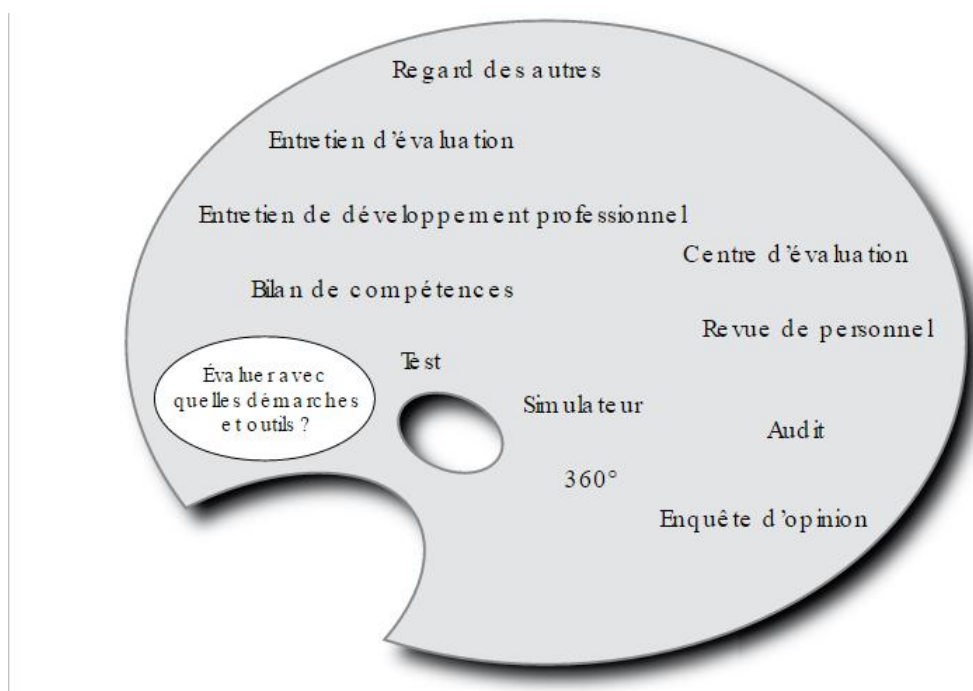 Regard des autres
Entretien d'évaluation
Entretien de développement professionnel
Centre d'évaluation
Bilan de compétences
Revue de personnel
Test
Évaluer avec
quelles démarches
et outils ?
Simulateur
Audit
360°
Enquête d'opinion